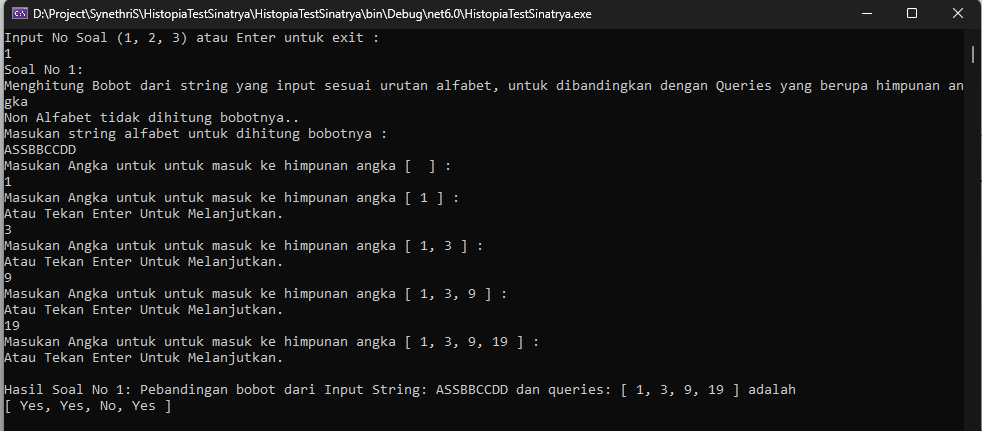 D:\Project\SynethriS\HistopiaTestSinatrya\HistopiaTestSinatrya\bin\Debug\net6.0\HistopiaTestSinatrya.exe
Input No Soal (1, 2, 3) atau Enter untuk exit :
1
Soal No 1:
Menghitung Bobot dari string yang input sesuai urutan alfabet, untuk dibandingkan dengan Queries yang berupa himpunan an
gka
Non Alfabet tidak dihitung bobotnya..
Masukan string alfabet untuk dihitung bobotnya :
ASSBBCCDD
Masukan Angka untuk untuk masuk ke himpunan angka [  ] :
1
Masukan Angka untuk untuk masuk ke himpunan angka [ 1 ] :
Atau Tekan Enter Untuk Melanjutkan.
3
Masukan Angka untuk untuk masuk ke himpunan angka [ 1, 3 ] :
Atau Tekan Enter Untuk Melanjutkan.
9
Masukan Angka untuk untuk masuk ke himpunan angka [ 1, 3, 9 ] :
Atau Tekan Enter Untuk Melanjutkan.
19
Masukan Angka untuk untuk masuk ke himpunan angka [ 1, 3, 9, 19 ] :
Atau Tekan Enter Untuk Melanjutkan.
Hasil Soal No 1: Pebandingan bobot dari Input String: ASSBBCCDD dan queries: [ 1, 3, 9, 19 ] adalah
[ Yes, Yes, No, Yes ]